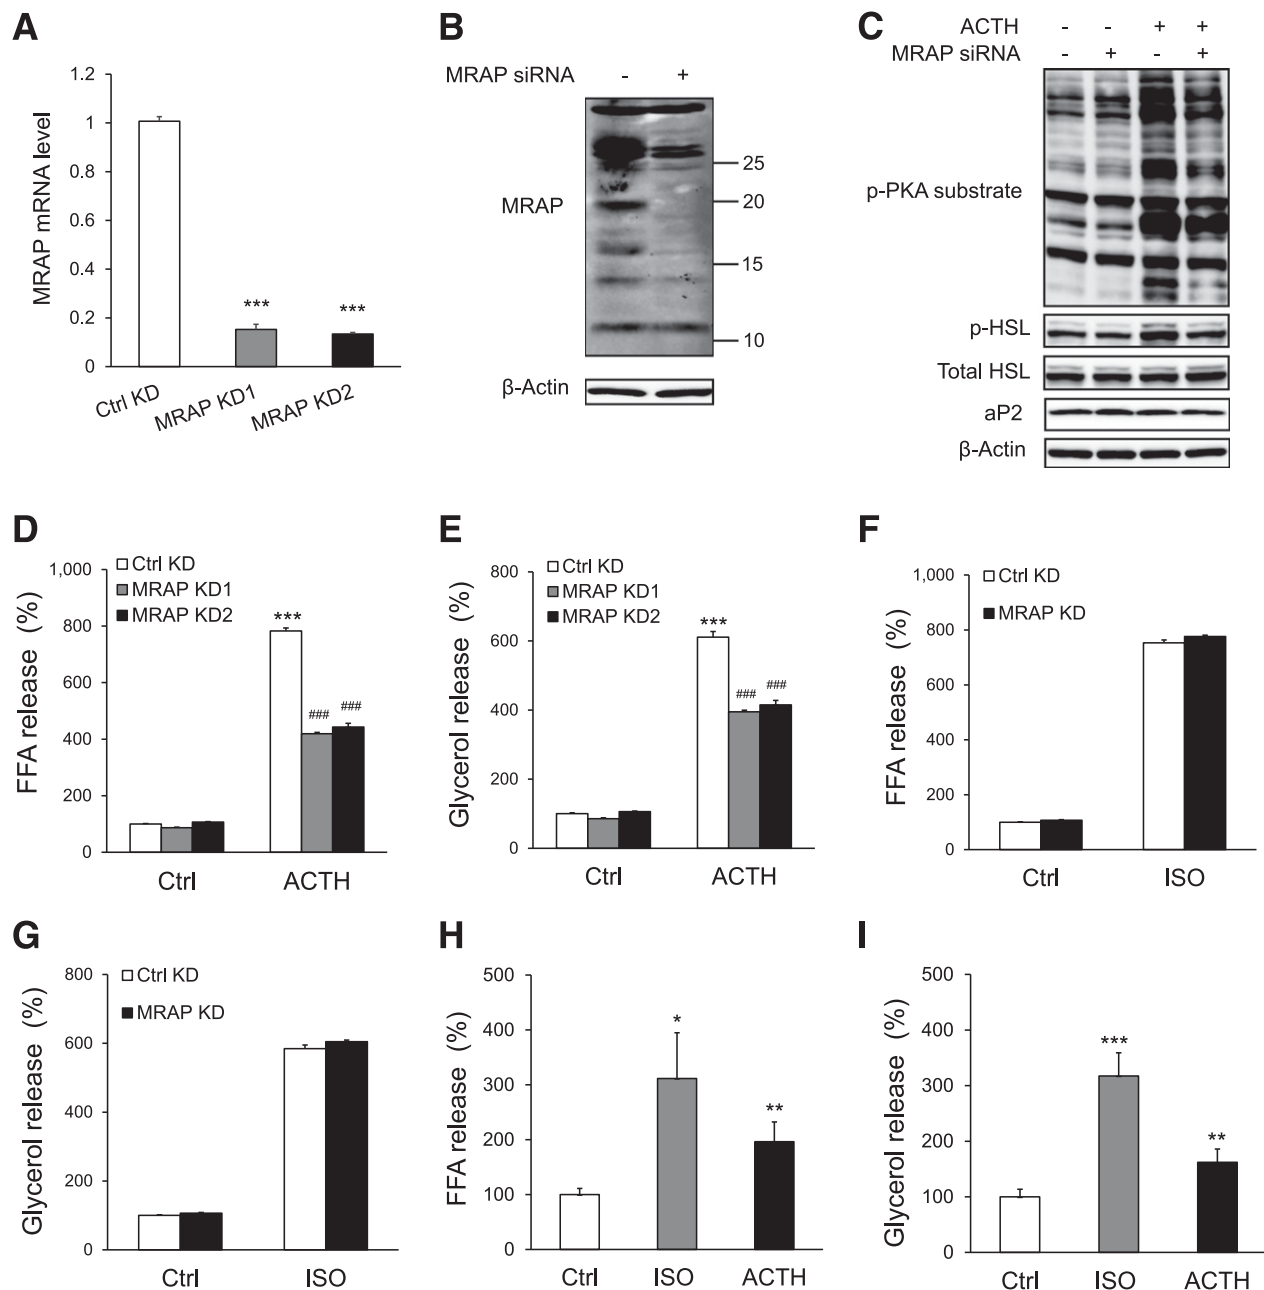 A
MRAP mRNA level
1.2
1
0.8
0.6
0.4
0.2
0
***
***
Ctrl KD
MRAP KD1
MRAP KD2
B
MRAP siRNA - +
MRAP
25
20
15
10
β-Actin
C
ACTH - - + +
MRAP siRNA - + - +
p-PKA substrate
p-HSL
Total HSL
aP2
β-Actin
D
FFA release (%)
1,000
800
600
400
200
0
Ctrl KD
MRAP KD1
MRAP KD2
***
###
###
Ctrl
ACTH
E
Glycerol release (%)
800
600
400
200
0
Ctrl KD
MRAP KD1
MRAP KD2
***
###
###
Ctrl
ACTH
F
FFA release (%)
1,000
800
600
400
200
0
Ctrl KD
MRAP KD
Ctrl
ISO
G
Glycerol release (%)
800
600
400
200
0
Ctrl KD
MRAP KD
Ctrl
ISO
H
FFA release (%)
500
400
300
200
100
0
*
**
Ctrl
ISO
ACTH
I
Glycerol release (%)
500
400
300
200
100
0
***
**
Ctrl
ISO
ACTH